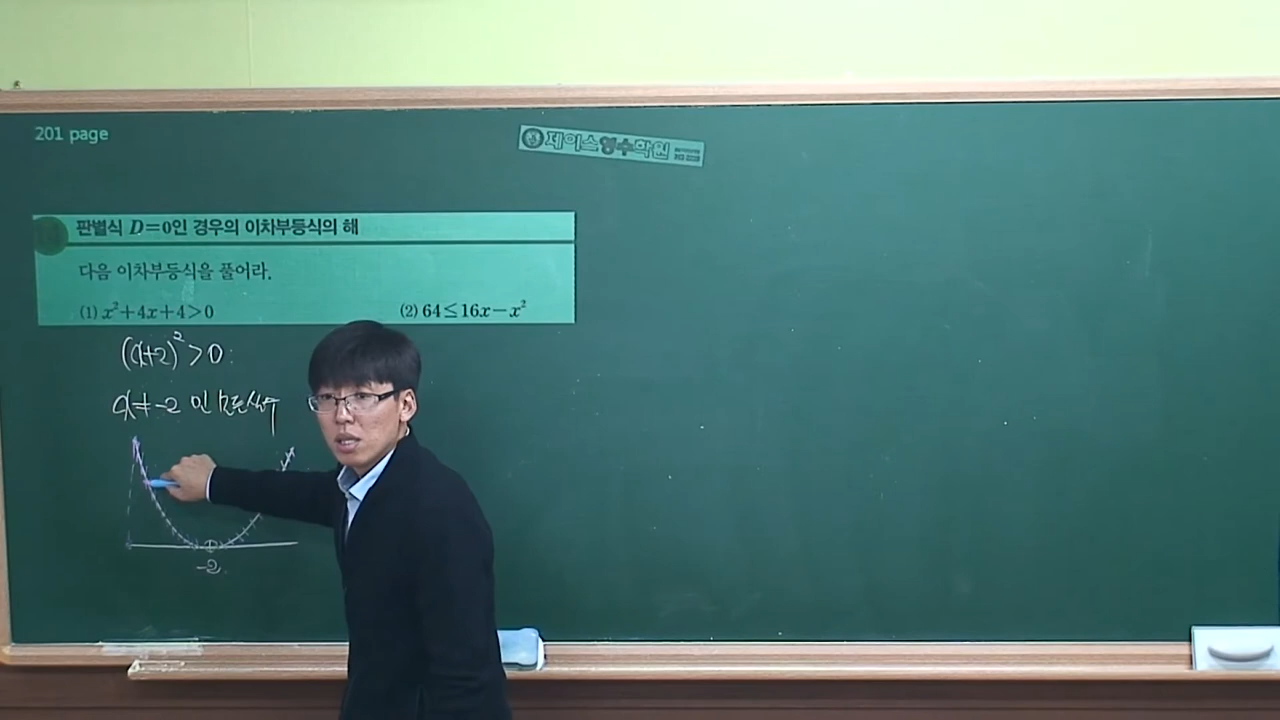 201 page
제이스영수학원
판별식 D=0인 경우의 이차부등식의 해
다음 이차부등식을 풀어라.
(1) x²+4x+4>0
(2) 64≤16x−x²
(x+2)²>0
x≠-2 인 모든실수
-2